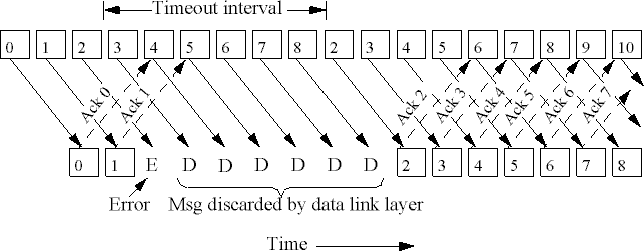 Timeout interval
0 1 2 3 4 5 6 7 8 2 3 4 5 6 7 8 9 10
Ack 0 Ack 1 Ack 2 Ack 3 Ack 4 Ack 5 Ack 6 Ack 7
0 1 E D D D D D D 2 3 4 5 6 7 8
Error Msg discarded by data link layer
Time